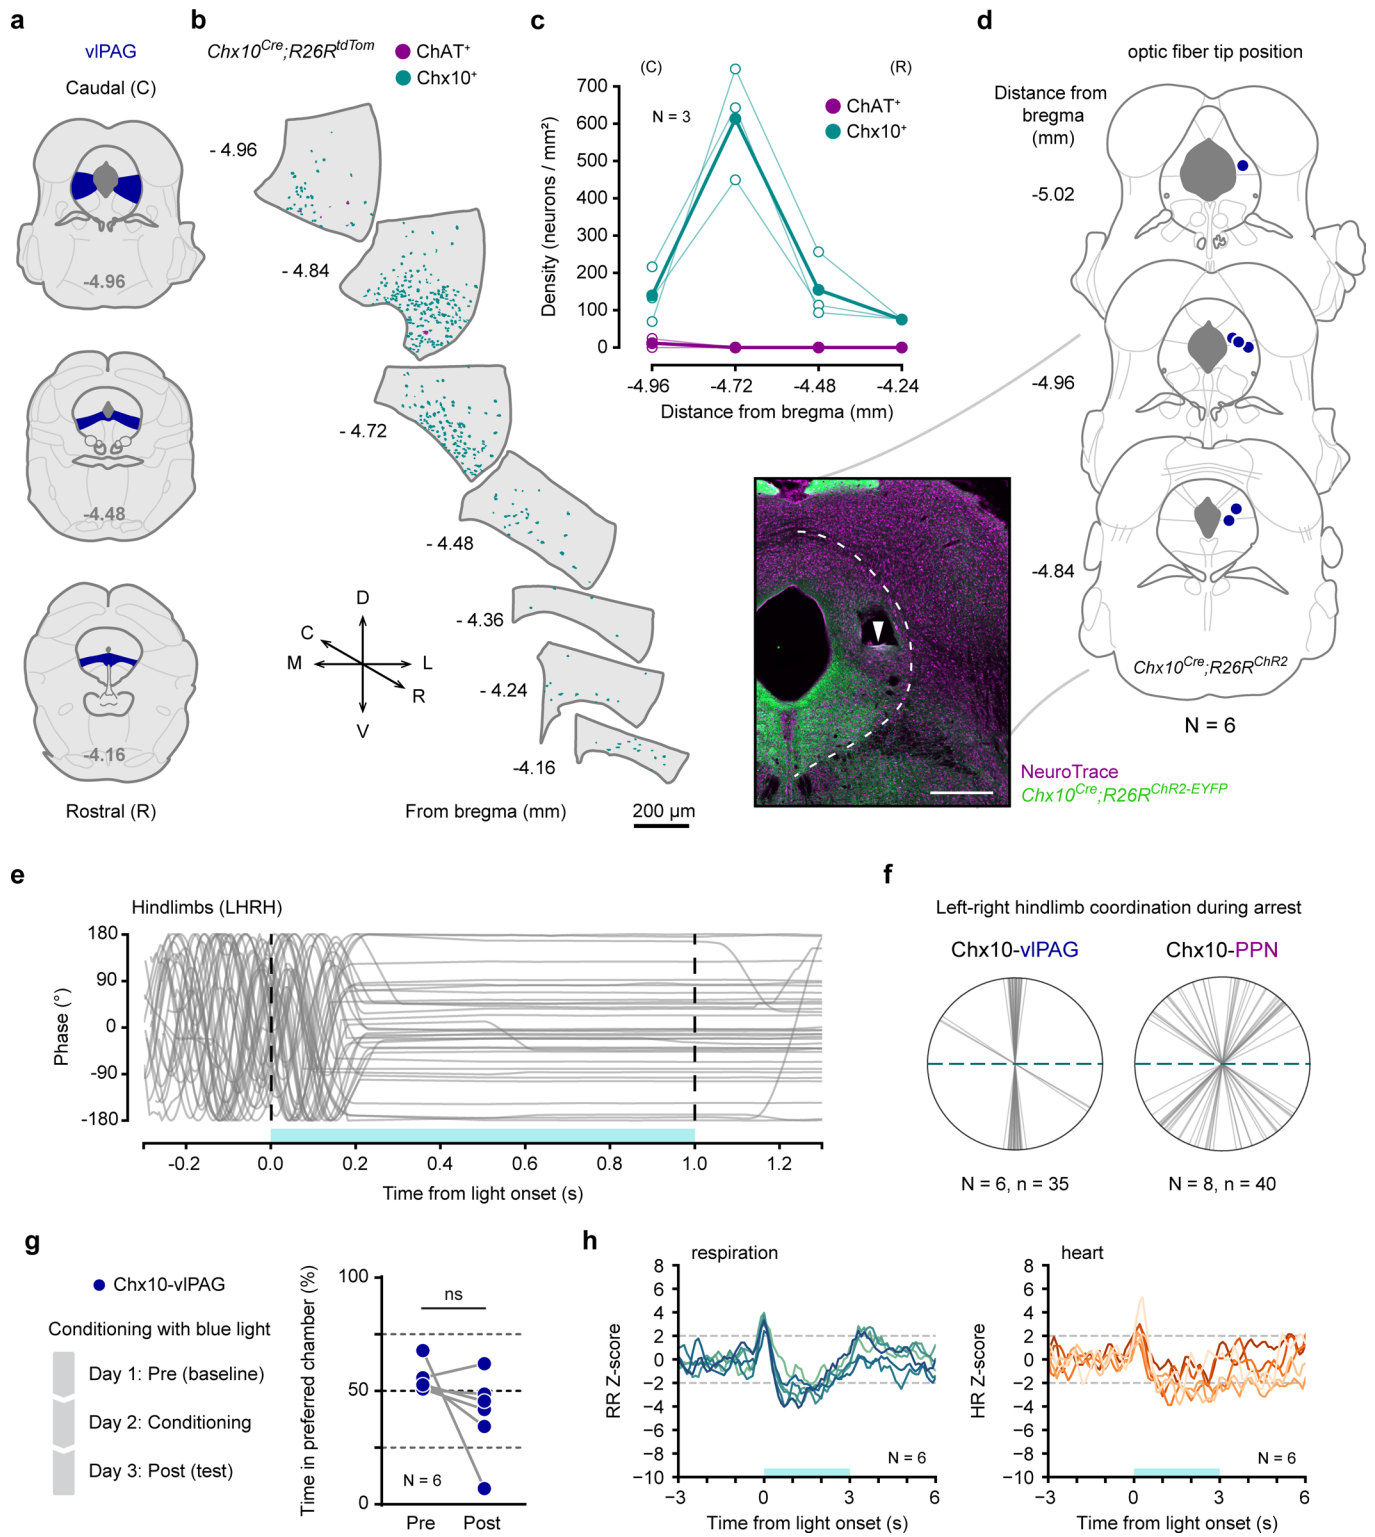 a
vlPAG
Caudal (C)
-4.96
-4.48
-4.16
Rostral (R)
b
Chx10Cre;R26RtdTom
ChAT+
Chx10+
- 4.96
- 4.84
- 4.72
- 4.48
- 4.36
- 4.24
-4.16
D
C
M
L
R
V
From bregma (mm)
200 µm
c
(C)
(R)
N = 3
ChAT+
Chx10+
Density (neurons / mm²)
700
600
500
400
300
200
100
0
-4.96 -4.72 -4.48 -4.24
Distance from bregma (mm)
d
optic fiber tip position
Distance from
bregma
(mm)
-5.02
-4.96
-4.84
Chx10Cre;R26RChR2
N = 6
NeuroTrace
Chx10Cre;R26RChR2-EYFP
e
Hindlimbs (LHRH)
Phase (°)
180
90
0
-90
-180
-0.2 0.0 0.2 0.4 0.6 0.8 1.0 1.2
Time from light onset (s)
f
Left-right hindlimb coordination during arrest
Chx10-vlPAG
Chx10-PPN
N = 6, n = 35
N = 8, n = 40
g
Chx10-vlPAG
Conditioning with blue light
Day 1: Pre (baseline)
Day 2: Conditioning
Day 3: Post (test)
Time in preferred chamber (%)
100
50
0
ns
N = 6
Pre Post
h
respiration
RR Z-score
8
6
4
2
0
−2
−4
−6
−8
−10
N = 6
−3 0 3 6
Time from light onset (s)
heart
HR Z-score
8
6
4
2
0
−2
−4
−6
−8
−10
N = 6
−3 0 3 6
Time from light onset (s)